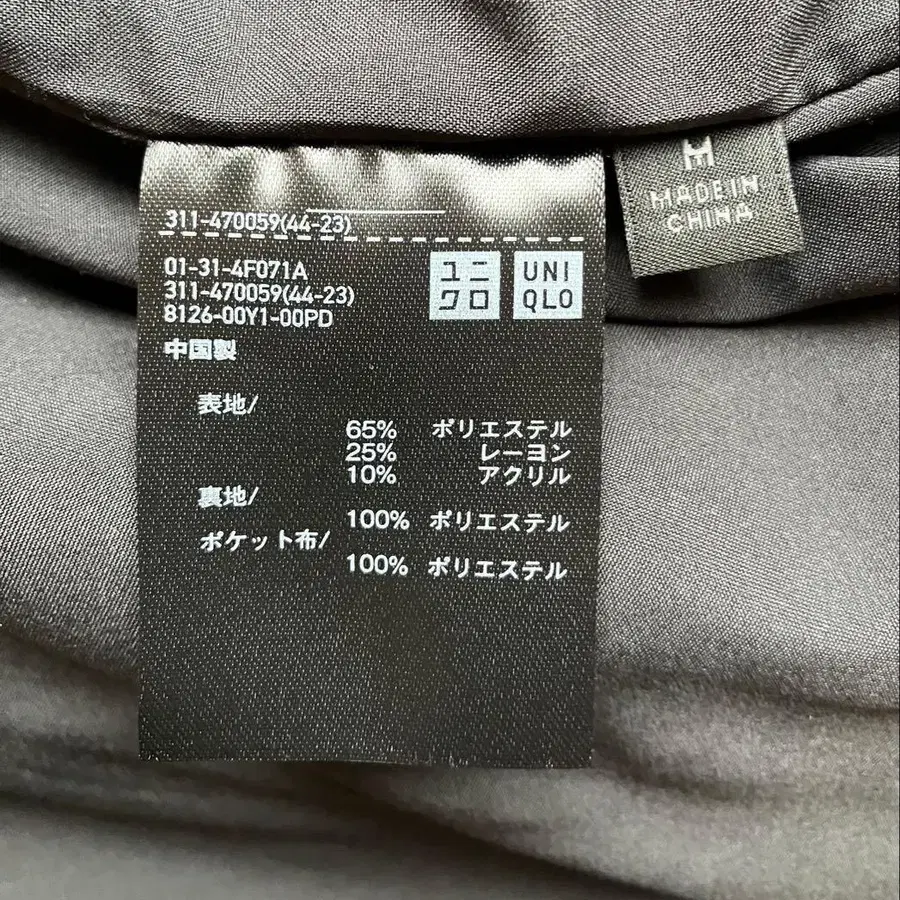 311-470059(44-23)
01-31-4F071A
311-470059(44-23)
8126-00Y1-00PD
中国製
ユニ
クロ
UNI
QLO
表地/
65% ポリエステル
25% レーヨン
10% アクリル
裏地/
100% ポリエステル
ポケット布/
100% ポリエステル
MADE IN
CHINA